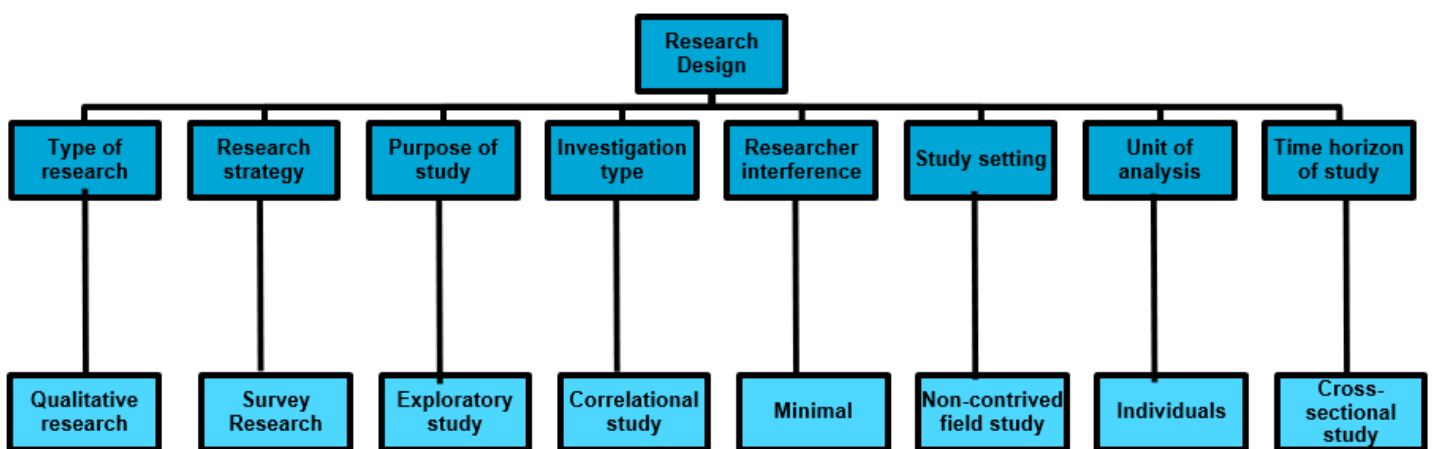 Research
Design
Type of
research
Research
strategy
Purpose of
study
Investigation
type
Researcher
interference
Study setting
Unit of
analysis
Time horizon
of study
Qualitative
research
Survey
Research
Exploratory
study
Correlational
study
Minimal
Non-contrived
field study
Individuals
Cross-
sectional
study